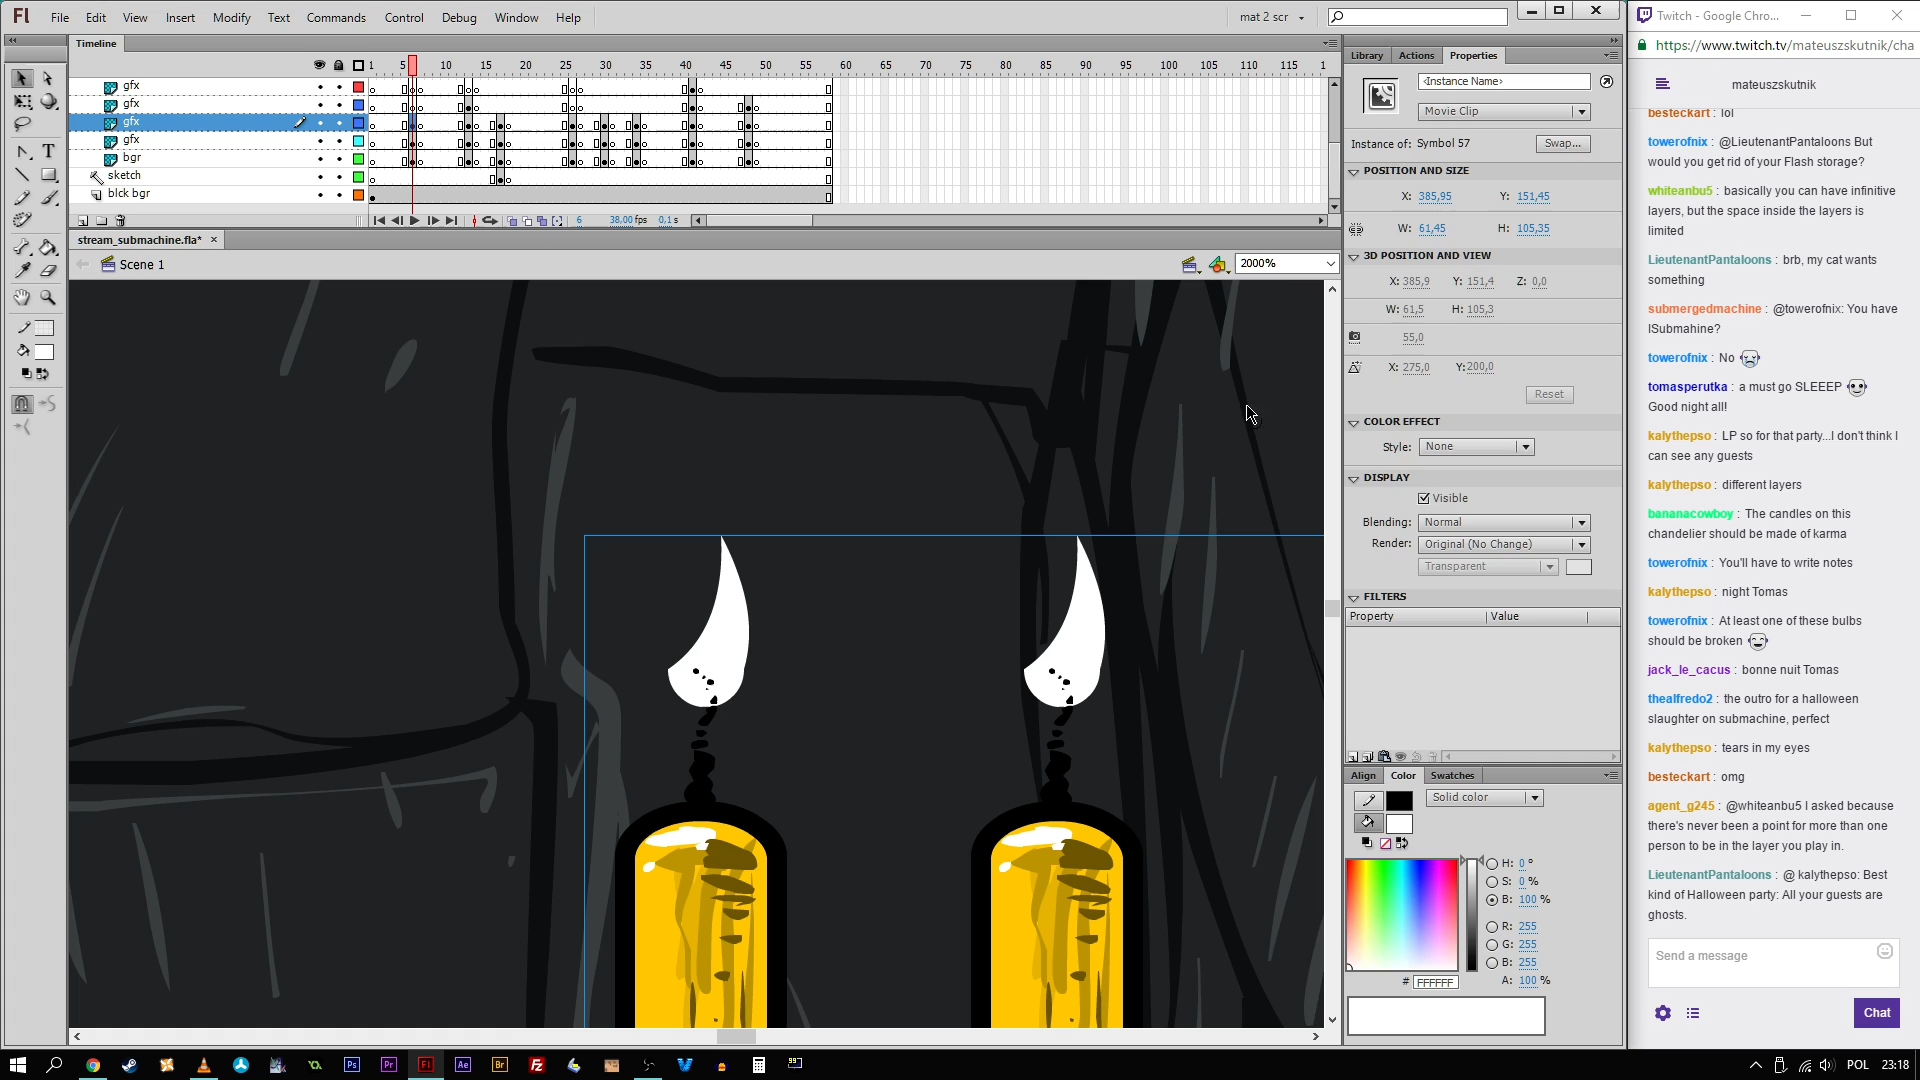 Fl File Edit View Insert Modify Text Commands Control Debug Window Help mat 2 scr
Timeline
1 5 10 15 20 25 30 35 40 45 50 55 60 65 70 75 80 85 90 95 100 105 110 115 1
gfx
gfx
gfx
gfx
bgr
sketch
blck bgr
6 38,00 fps 0,1 s
stream_submachine.fla* ×
Scene 1 2000%
Library Actions Properties
<Instance Name>
Movie Clip
Instance of: Symbol 57 Swap...
POSITION AND SIZE
X: 385,95 Y: 151,45
W: 61,45 H: 105,35
3D POSITION AND VIEW
X: 385,9 Y: 151,4 Z: 0,0
W: 61,5 H: 105,3
55,0
X: 275,0 Y: 200,0
Reset
COLOR EFFECT
Style: None
DISPLAY
Visible
Blending: Normal
Render: Original (No Change)
Transparent
FILTERS
Property Value
Align Color Swatches
Solid color
H: 0 °
S: 0 %
B: 100 %
R: 255
G: 255
B: 255
# FFFFFF A: 100 %
Twitch - Google Chro...
https://www.twitch.tv/mateuszskutnik/cha
mateuszskutnik
besteckart : lol
towerofnix : @LieutenantPantaloons But
would you get rid of your Flash storage?
whiteanbu5 : basically you can have infinitive
layers, but the space inside the layers is
limited
LieutenantPantaloons : brb, my cat wants
something
submergedmachine : @towerofnix: You have
ISubmahine?
towerofnix : No
tomasperutka : a must go SLEEEP
Good night all!
kalythepso : LP so for that party...I don't think I
can see any guests
kalythepso : different layers
bananacowboy : The candles on this
chandelier should be made of karma
towerofnix : You'll have to write notes
kalythepso : night Tomas
towerofnix : At least one of these bulbs
should be broken
jack_le_cacus : bonne nuit Tomas
thealfredo2 : the outro for a halloween
slaughter on submachine, perfect
kalythepso : tears in my eyes
besteckart : omg
agent_g245 : @whiteanbu5 I asked because
there's never been a point for more than one
person to be in the layer you play in.
LieutenantPantaloons : @ kalythepso: Best
kind of Halloween party: All your guests are
ghosts.
Send a message
Chat
Ps Pr Fl Ae Br Fz POL 23:18